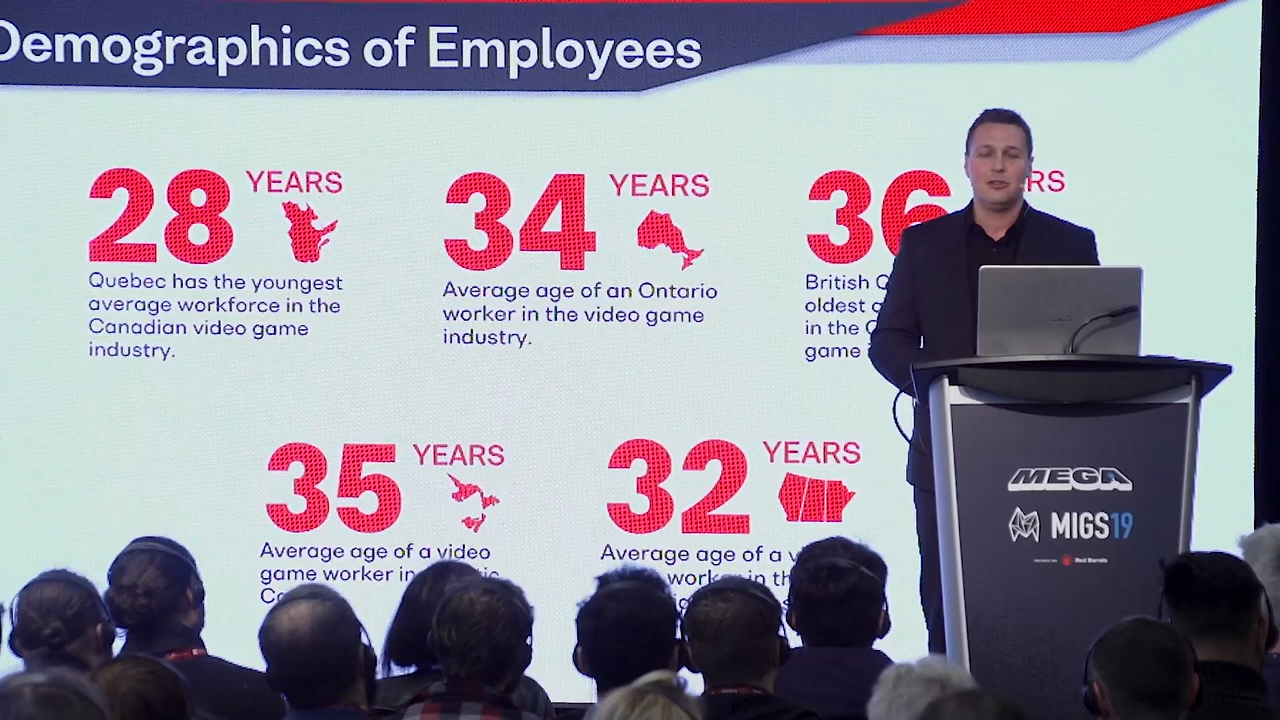 Demographics of Employees
28 YEARS
Quebec has the youngest
average workforce in the
Canadian video game
industry.
34 YEARS
Average age of an Ontario
worker in the video game
industry.
36
British
oldest
in the
game
35 YEARS
Average age of a video
game worker in
32 YEARS
Average age of a
worker in
MEGA
MIGS19
Red Barrels